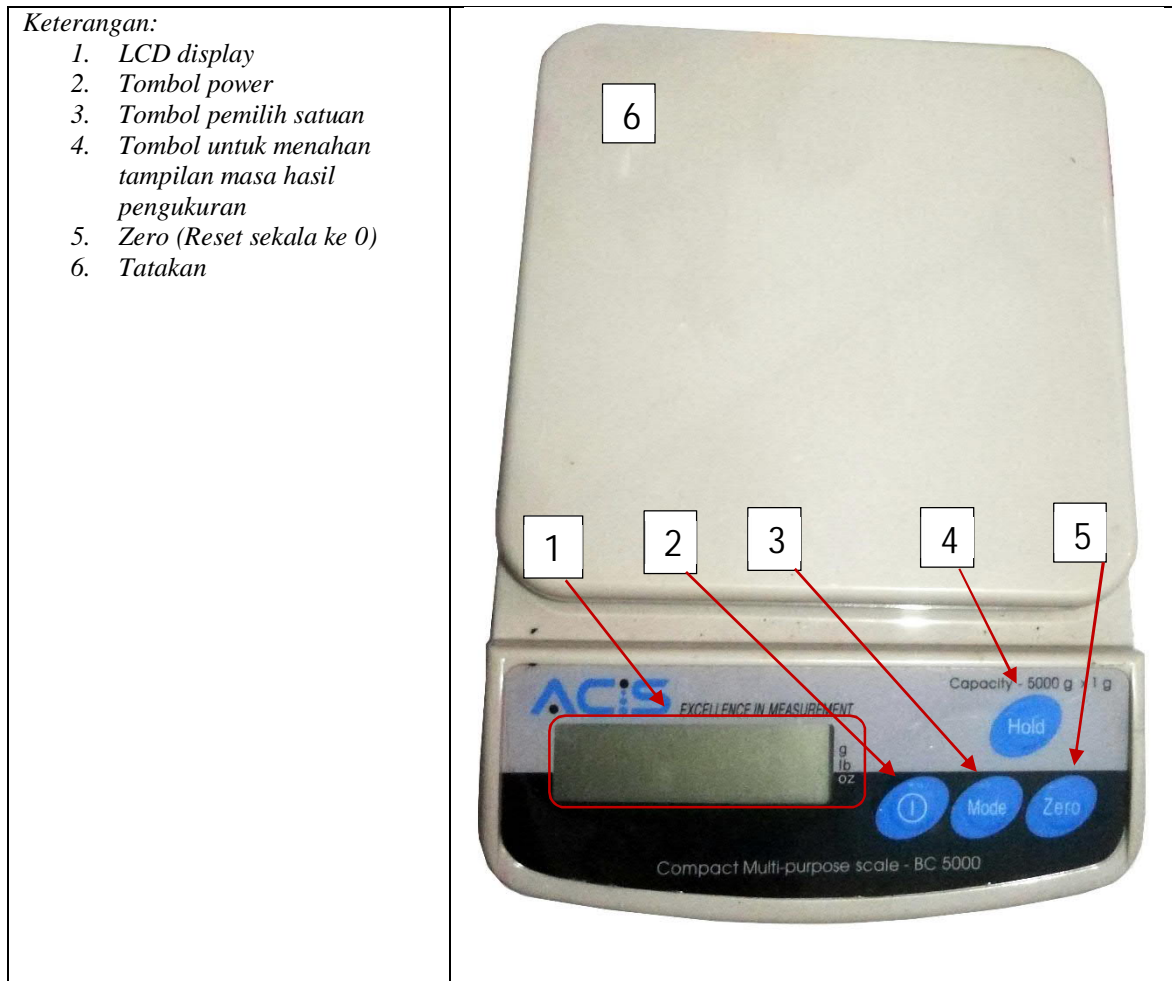 Keterangan:
1. LCD display
2. Tombol power
3. Tombol pemilih satuan
4. Tombol untuk menahan
tampilan masa hasil
pengukuran
5. Zero (Reset sekala ke 0)
6. Tatakan
6
1
2
3
4
5
ACiS
EXCELLENCE IN MEASUREMENT
Capacity - 5000 g x 1 g
Hold
g
lb
oz
Mode
Zero
Compact Multi-purpose scale - BC 5000